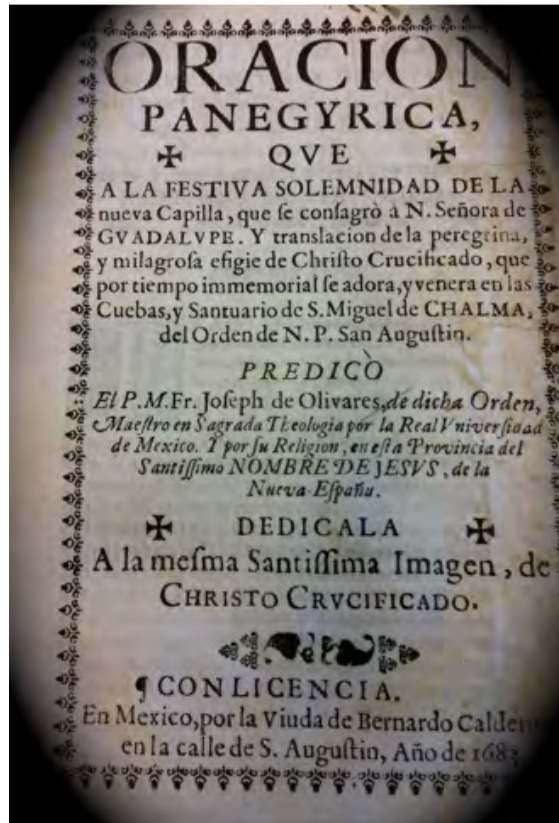 ORACION
PANEGYRICA,
✠ QVE ✠
A LA FESTIVA SOLEMNIDAD DE LA
nueva Capilla, que ſe conſagrò à N. Señora de
GVADALVPE. Y translacion de la peregrina,
y milagroſa efigie de Chriſto Crucificado, que
por tiempo immemorial ſe adora, y venera en las
Cuebas, y Santuario de S. Miguel de CHALMA,
del Orden de N. P. San Auguſtin.
PREDICÒ
El P. M. Fr. Joſeph de Olivares, de dicha Orden,
Maeſtro en Sagrada Theologia por la Real Vniverſidad
de Mexico. Y por ſu Religion, en eſta Provincia del
Santiſſimo NOMBRE DE JESVS, de la
Nueva-Eſpaña.
✠ DEDICALA ✠
A la meſma Santiſſima Imagen, de
CHRISTO CRVCIFICADO.
¶ CON LICENCIA.
En Mexico, por la Viuda de Bernardo
en la calle de S. Auguſtin, Año de 1683